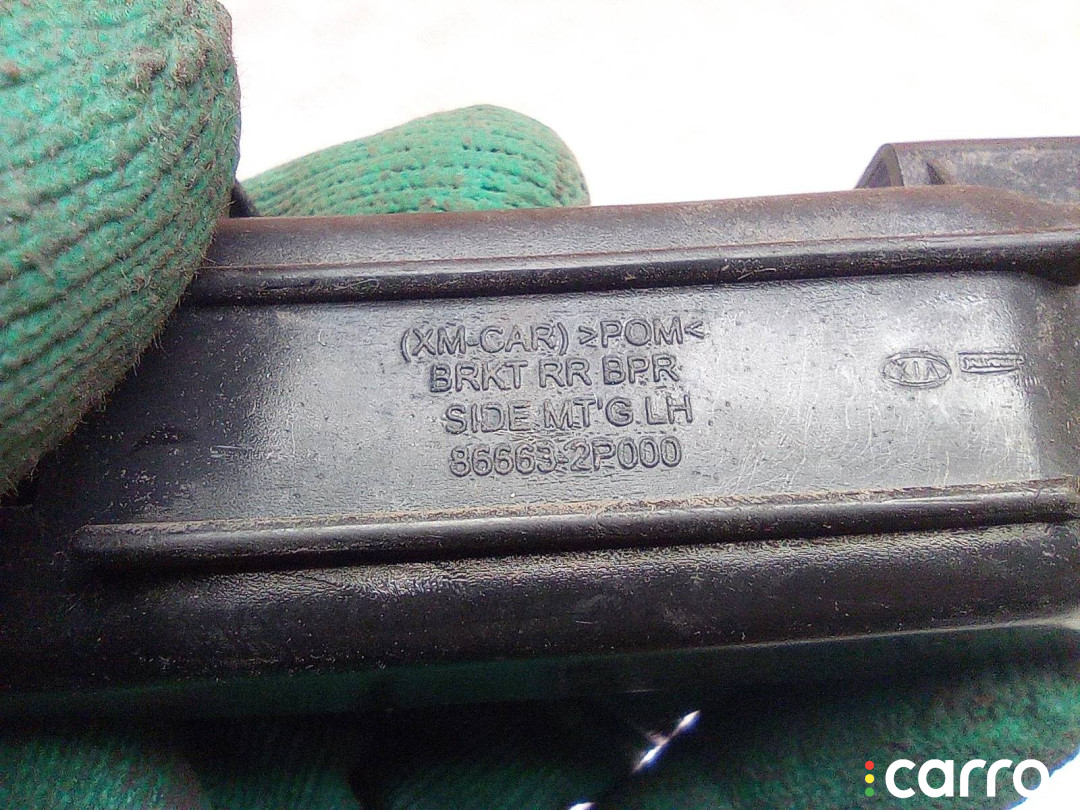 (XM-CAR) >POM<
BRKT RR BPR
SIDE MT'G LH
86663-2P000
KIA
carro